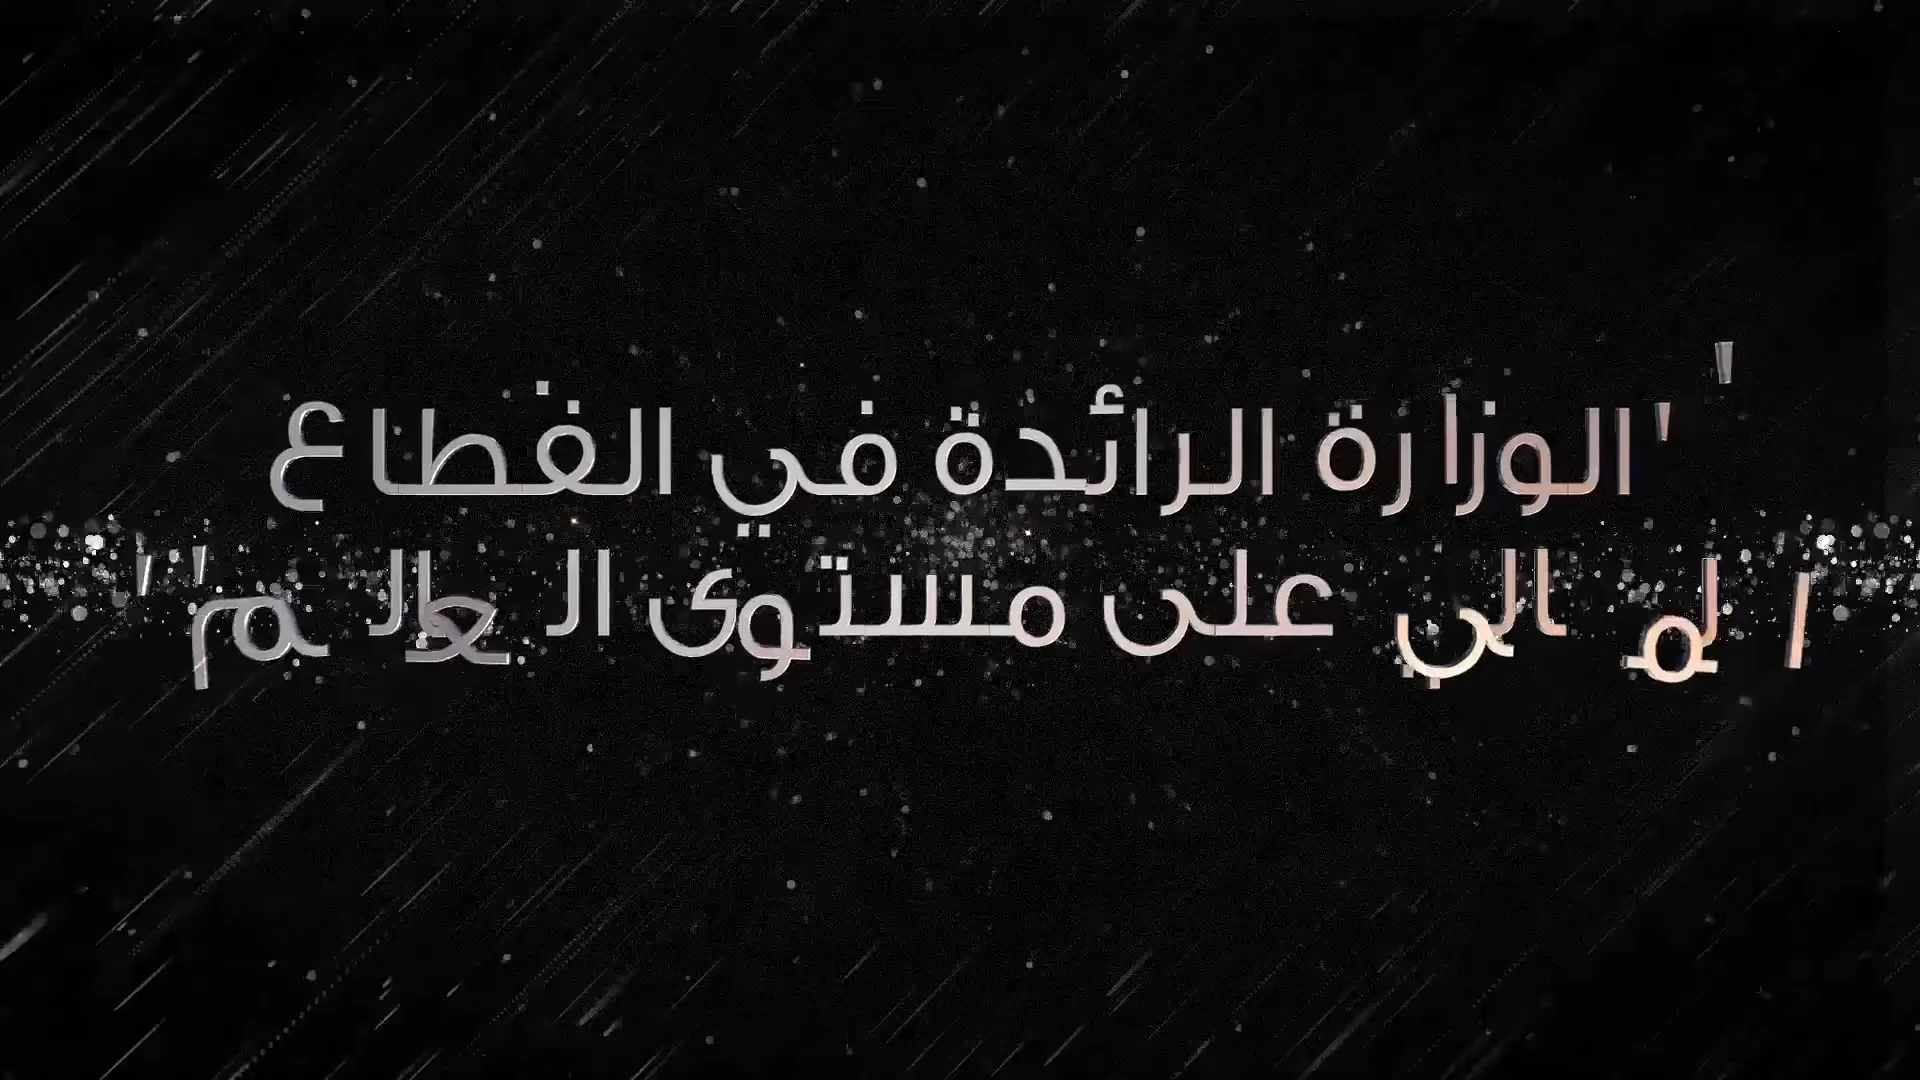 "الوزارة الرائدة في القطاع
المالي على مستوى العالم"